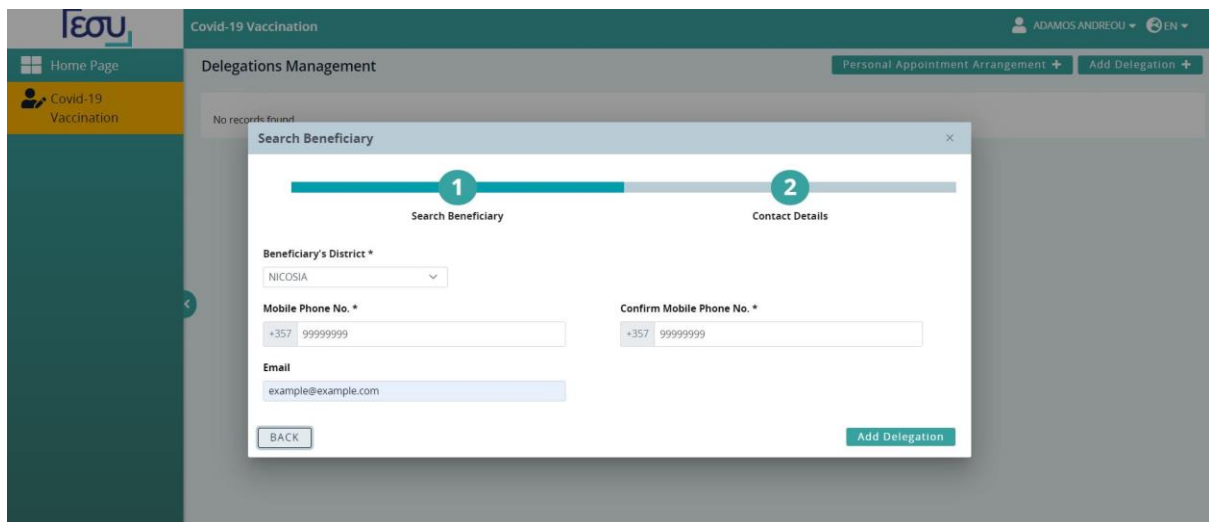 ΓεσΥ
Covid-19 Vaccination
ADAMOS ANDREOU
EN
Home Page
Covid-19
Vaccination
Delegations Management
Personal Appointment Arrangement +
Add Delegation +
No records found
Search Beneficiary
×
1
2
Search Beneficiary
Contact Details
Beneficiary's District *
NICOSIA
Mobile Phone No. *
Confirm Mobile Phone No. *
+357 99999999
+357 99999999
Email
example@example.com
BACK
Add Delegation